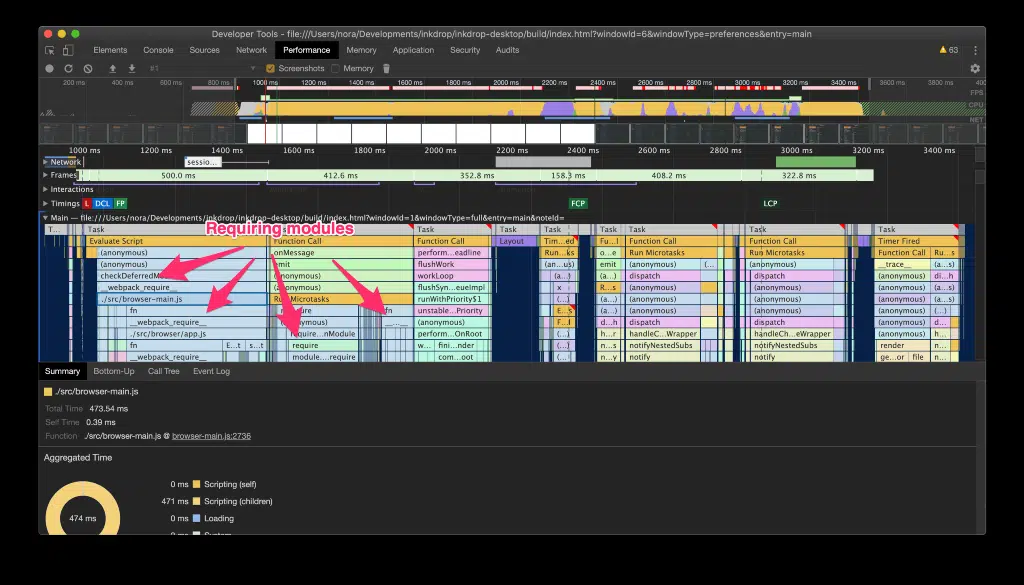 Developer Tools - file:///Users/nora/Developments/inkdrop/inkdrop-desktop/build/index.html?windowId=6&windowType=preferences&entry=main
Elements Console Sources Network Performance Memory Application Security Audits 63
Screenshots Memory
200 ms 400 ms 600 ms 800 ms 1000 ms 1200 ms 1400 ms 1600 ms 1800 ms 2000 ms 2200 ms 2400 ms 2600 ms 2800 ms 3000 ms 3200 ms 3400 ms 3600 ms 3800 ms
FPS
CPU
NET
1000 ms 1200 ms 1400 ms 1600 ms 1800 ms 2000 ms 2200 ms 2400 ms 2600 ms 2800 ms 3000 ms 3200 ms 3400 ms
Network sessio...
Frames 500.0 ms 412.6 ms 352.8 ms 158.3 ms 408.2 ms 322.8 ms
Interactions
Timings L DCL FP FCP LCP
Main — file:///Users/nora/Developments/inkdrop/inkdrop-desktop/build/index.html?windowId=1&windowType=full&entry=main&noteId=
Requiring modules
T... Task Task Task Task Task Task Task Task
Evaluate Script Function Call Function Call Layout Tim...ed Fu...l Function Call Function Call Timer Fired
(anonymous) onMessage perform...eadline Run...ks o...e Run Microtasks Run Microtasks Function Call Ru...s
(anonymous) emit flushWork (an...us) emit (anonymous) (anonymous) __trace__ (anonymous)
workLoop (a...) (a...) dispatch dispatch (anonymous) di...h
__webpack_require__ flushSyn...eueImpl x R...s (anonymous) (anonymous) (anonymous) (a...s)
./src/browser-main.js Run Microtasks runWithPriority$1 (...) (a...) (anonymous) (anonymous) (anonymous) (a...s)
fn fn unstable...Priority E...s (a...) dispatch dispatch (anonymous) (a...s)
__webpack_require__ (anonymous) F...l d...h dispatch dispatch (anonymous) (...)
./src/browser/app.js perform...OnRoot (...) h...r handleC...Wrapper handleCh...eWrapper (anonymous) d...
fn E...t s...t require w... fini...nder (...) n...s notifyNestedSubs notifyNestedSubs render n...
__webpack_require__ module....require com...oot (...) n...y notify notify ge...or file n...
Summary Bottom-Up Call Tree Event Log
./src/browser-main.js
Total Time 473.54 ms
Self Time 0.39 ms
Function ./src/browser-main.js @ browser-main.js:2736
Aggregated Time
0 ms Scripting (self)
471 ms Scripting (children)
474 ms
0 ms Loading